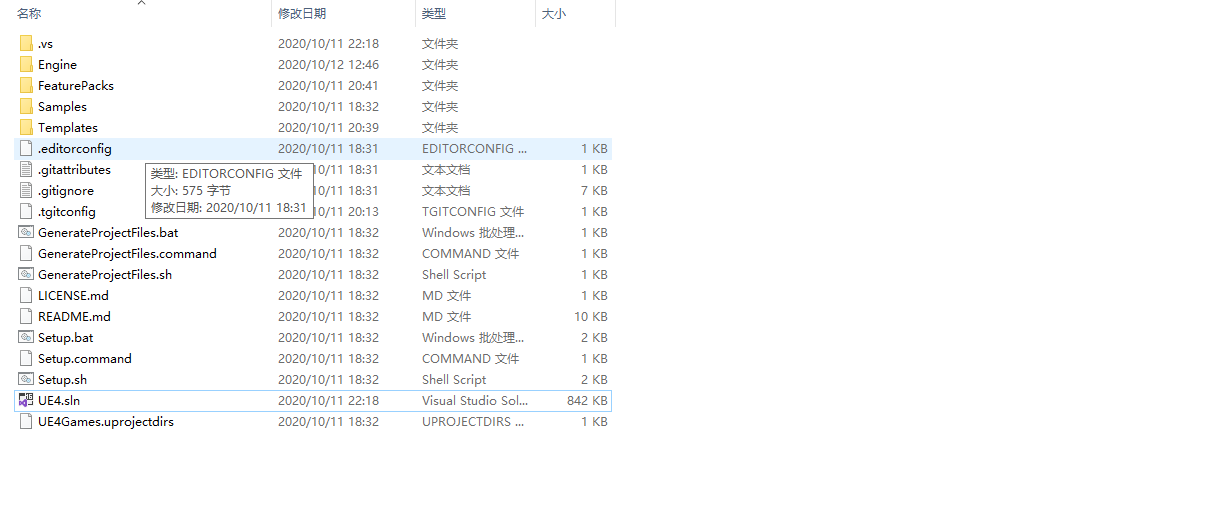 名称 修改日期 类型 大小
.vs 2020/10/11 22:18 文件夹
Engine 2020/10/12 12:46 文件夹
FeaturePacks 2020/10/11 20:41 文件夹
Samples 2020/10/11 18:32 文件夹
Templates 2020/10/11 20:39 文件夹
.editorconfig 2020/10/11 18:31 EDITORCONFIG ... 1 KB
.gitattributes 1 18:31 文本文档 1 KB
类型: EDITORCONFIG 文件
.gitignore 1 18:31 文本文档 7 KB
大小: 575 字节
.tgitconfig 1 20:13 TGITCONFIG 文件 1 KB
修改日期: 2020/10/11 18:31
GenerateProjectFiles.bat 2020/10/11 18:32 Windows 批处理... 1 KB
GenerateProjectFiles.command 2020/10/11 18:32 COMMAND 文件 1 KB
GenerateProjectFiles.sh 2020/10/11 18:32 Shell Script 1 KB
LICENSE.md 2020/10/11 18:32 MD 文件 1 KB
README.md 2020/10/11 18:32 MD 文件 10 KB
Setup.bat 2020/10/11 18:32 Windows 批处理... 2 KB
Setup.command 2020/10/11 18:32 COMMAND 文件 1 KB
Setup.sh 2020/10/11 18:32 Shell Script 2 KB
UE4.sln 2020/10/11 22:18 Visual Studio Sol... 842 KB
UE4Games.uprojectdirs 2020/10/11 18:32 UPROJECTDIRS ... 1 KB